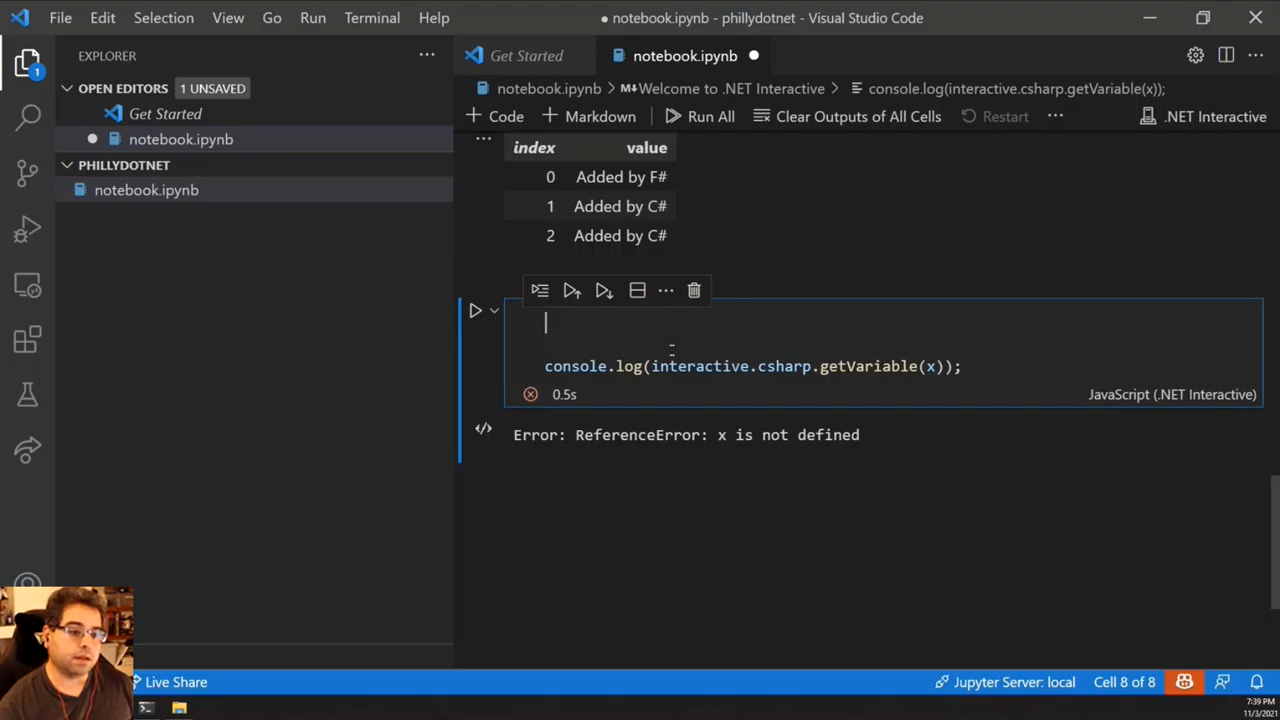 File Edit Selection View Go Run Terminal Help
● notebook.ipynb - phillydotnet - Visual Studio Code
EXPLORER
OPEN EDITORS 1 UNSAVED
Get Started
notebook.ipynb
PHILLYDOTNET
notebook.ipynb
1
Get Started notebook.ipynb
notebook.ipynb > M↓Welcome to .NET Interactive > console.log(interactive.csharp.getVariable(x));
+ Code + Markdown Run All Clear Outputs of All Cells Restart ... .NET Interactive
index value
0 Added by F#
1 Added by C#
2 Added by C#
console.log(interactive.csharp.getVariable(x));
0.5s JavaScript (.NET Interactive)
Error: ReferenceError: x is not defined
Live Share Jupyter Server: local Cell 8 of 8
7:39 PM
11/3/2021